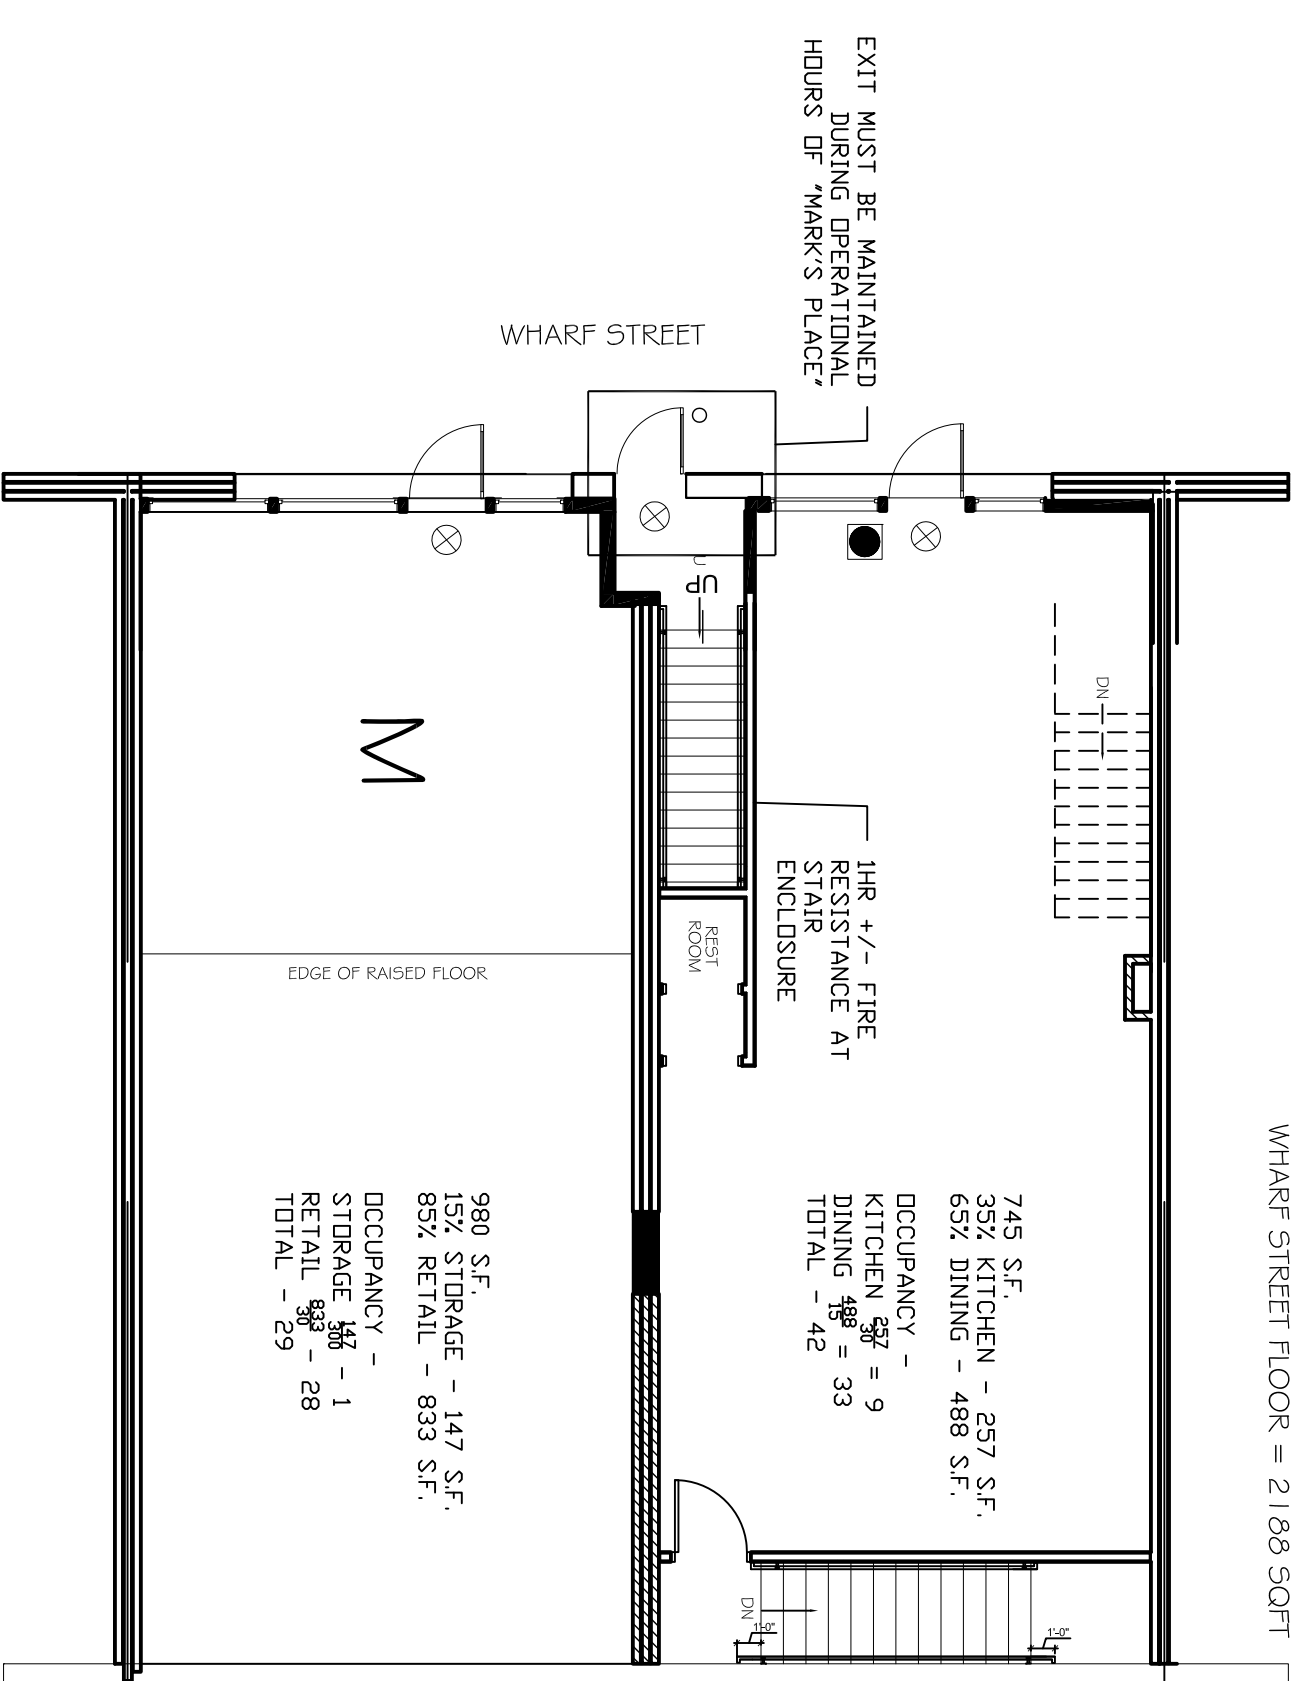 EXIT MUST BE MAINTAINED
DURING OPERATIONAL
HOURS OF "MARK'S PLACE"
WHARF STREET
U
UP
DN
M
1HR +/- FIRE
RESISTANCE AT
STAIR
ENCLOSURE
REST
ROOM
EDGE OF RAISED FLOOR
WHARF STREET FLOOR = 2188 SQFT
745 S.F.
35% KITCHEN - 257 S.F.
65% DINING - 488 S.F.
OCCUPANCY -
KITCHEN 257/30 = 9
DINING 488/15 = 33
TOTAL - 42
980 S.F.
15% STORAGE - 147 S.F.
85% RETAIL - 833 S.F.
OCCUPANCY -
STORAGE 147/300 - 1
RETAIL 833/30 - 28
TOTAL - 29
DN
1'-0"
1'-0"